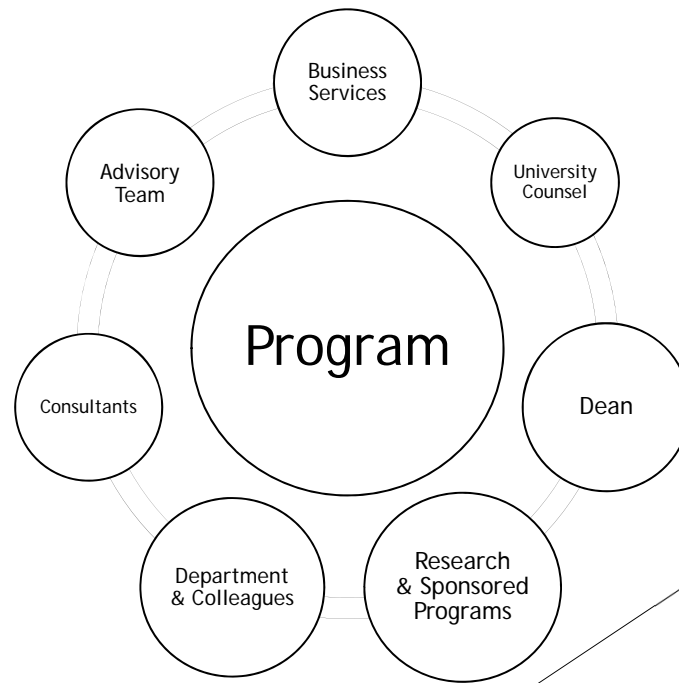 Business
Services
University
Counsel
Advisory
Team
Program
Consultants
Dean
Research
& Sponsored
Programs
Department
& Colleagues